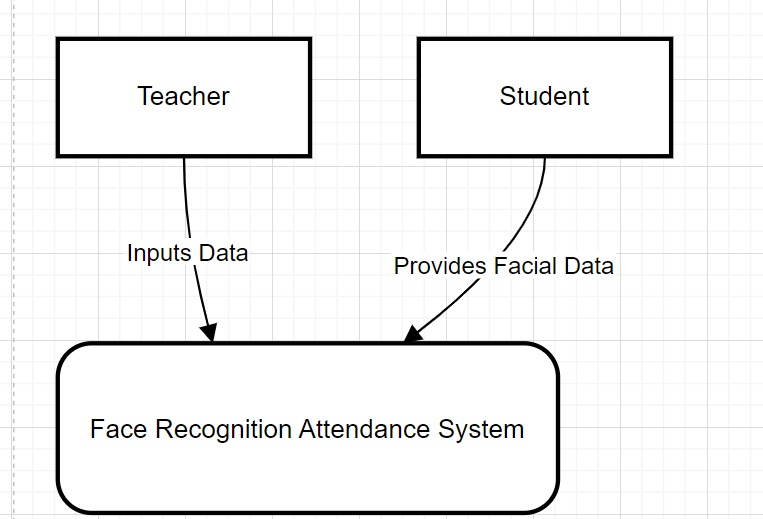 Teacher
Student
Inputs Data
Provides Facial Data
Face Recognition Attendance System